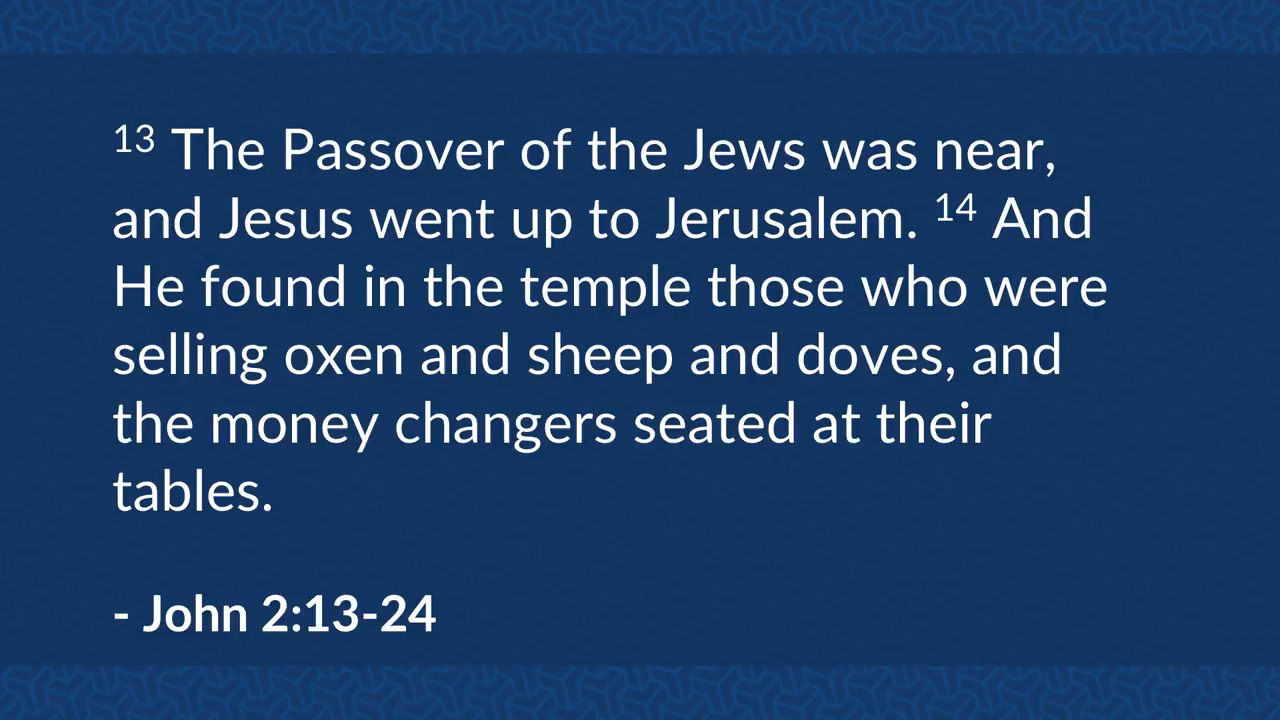 13 The Passover of the Jews was near,
and Jesus went up to Jerusalem. 14 And
He found in the temple those who were
selling oxen and sheep and doves, and
the money changers seated at their
tables.
- John 2:13-24